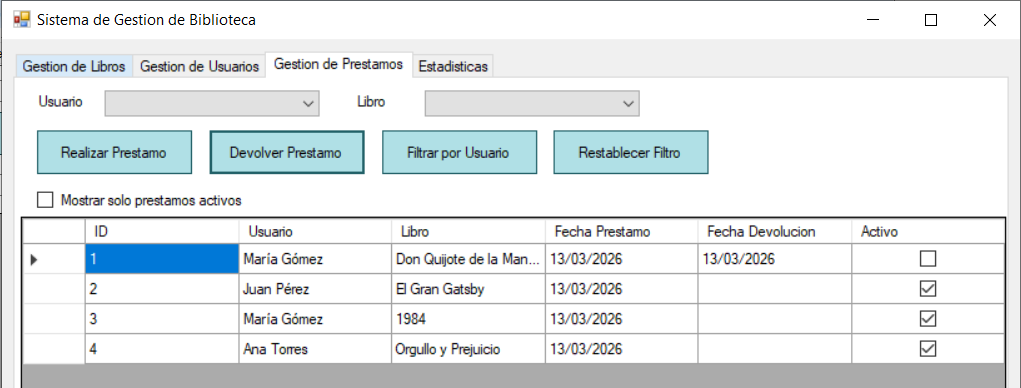 Sistema de Gestion de Biblioteca
Gestion de Libros Gestion de Usuarios Gestion de Prestamos Estadisticas
Usuario Libro
Realizar Prestamo Devolver Prestamo Filtrar por Usuario Restablecer Filtro
Mostrar solo prestamos activos
ID Usuario Libro Fecha Prestamo Fecha Devolucion Activo
1 María Gómez Don Quijote de la Man... 13/03/2026 13/03/2026
2 Juan Pérez El Gran Gatsby 13/03/2026
3 María Gómez 1984 13/03/2026
4 Ana Torres Orgullo y Prejuicio 13/03/2026